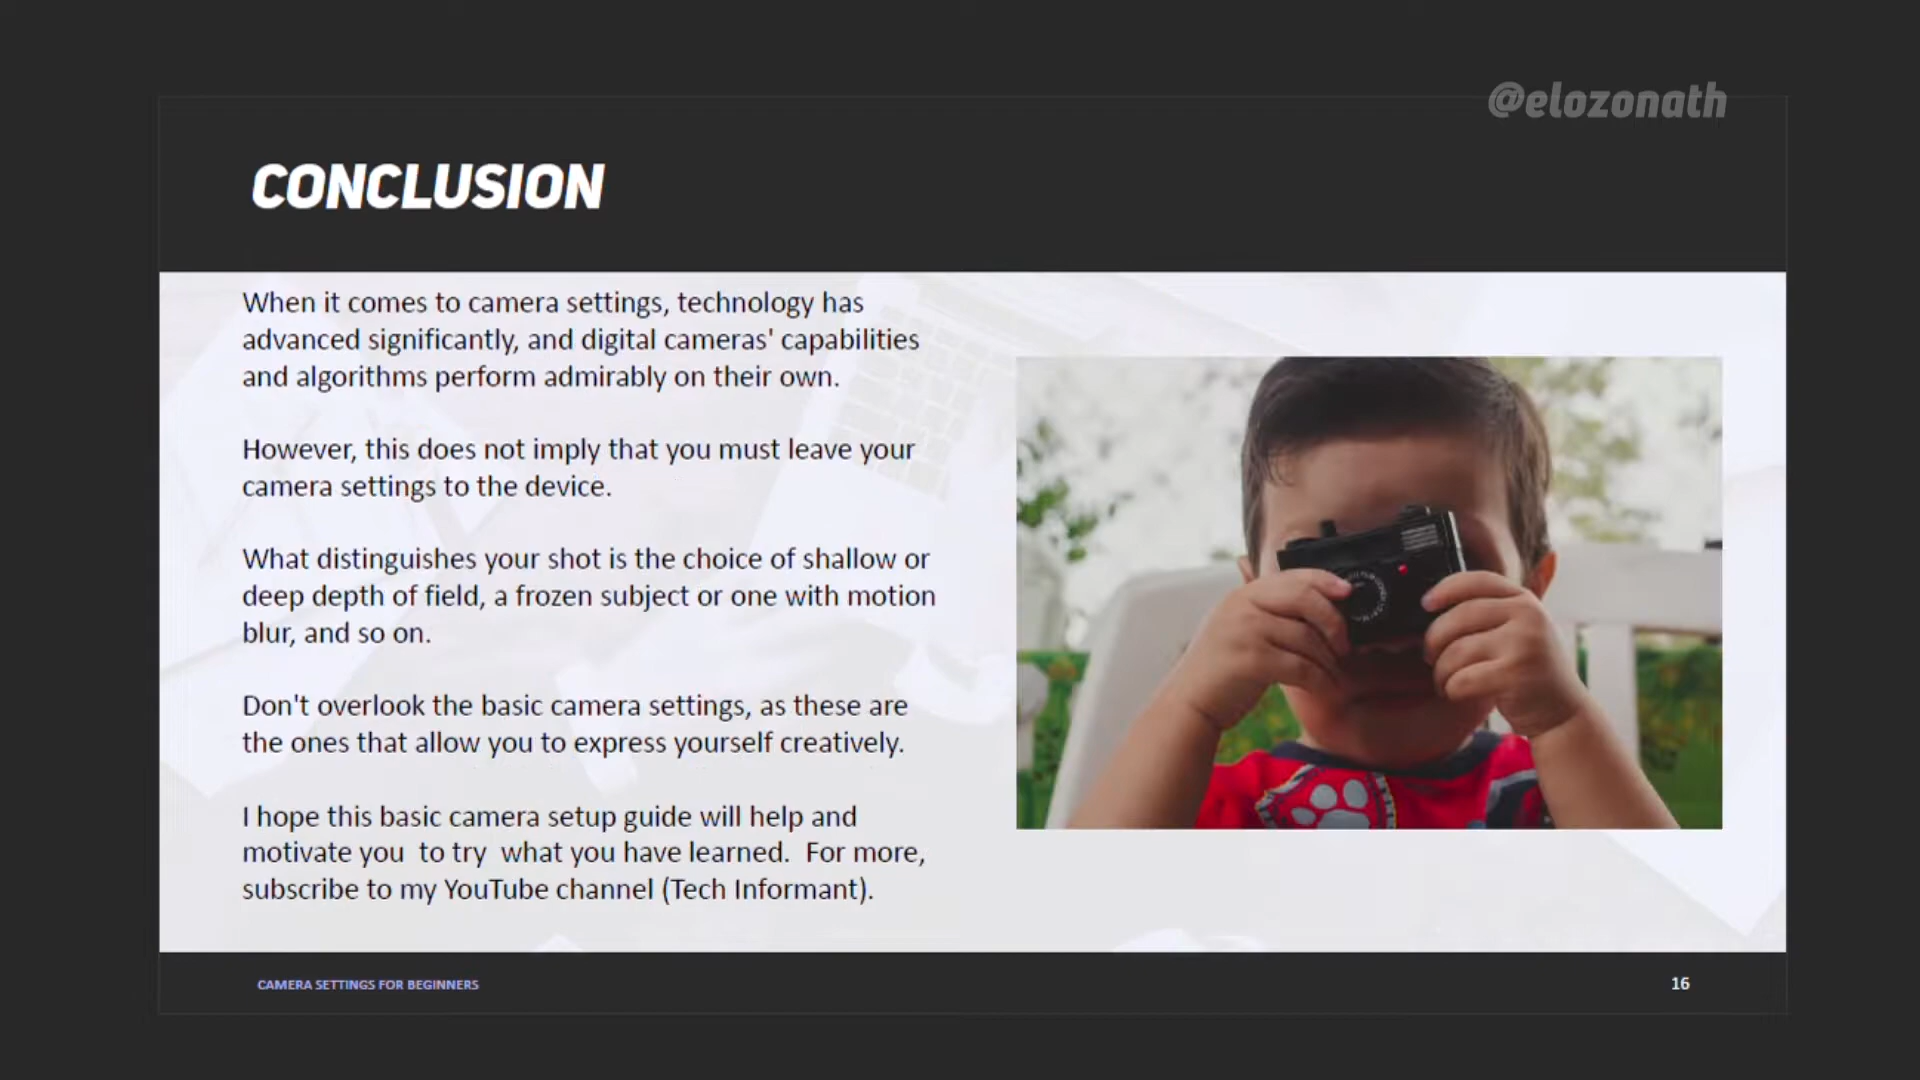 @elozonath
CONCLUSION
When it comes to camera settings, technology has
advanced significantly, and digital cameras' capabilities
and algorithms perform admirably on their own.
However, this does not imply that you must leave your
camera settings to the device.
What distinguishes your shot is the choice of shallow or
deep depth of field, a frozen subject or one with motion
blur, and so on.
Don't overlook the basic camera settings, as these are
the ones that allow you to express yourself creatively.
I hope this basic camera setup guide will help and
motivate you  to try  what you have learned.  For more,
subscribe to my YouTube channel (Tech Informant).
CAMERA SETTINGS FOR BEGINNERS
16